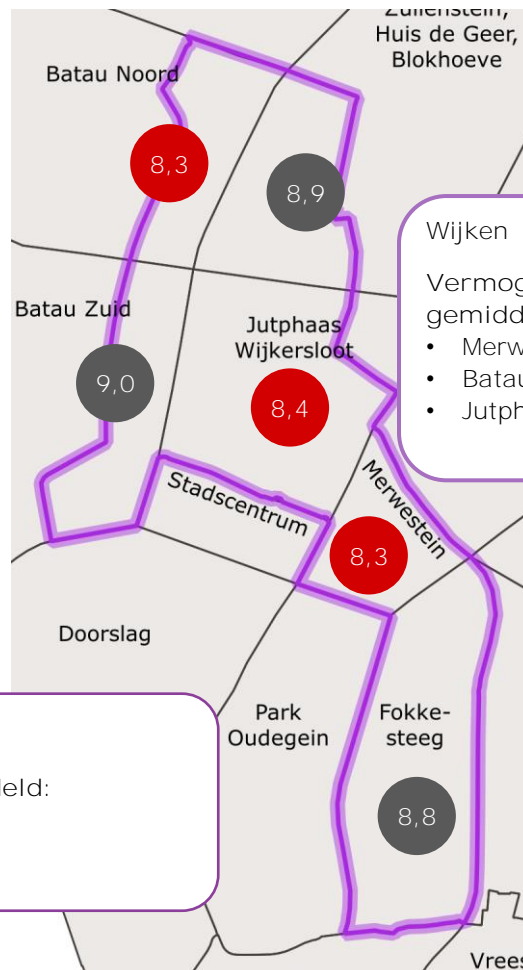 Zuilenstein,
Huis de Geer,
Blokhoeve
Batau Noord
8,3
8,9
Wijken
Batau Zuid
Jutphaas
Wijkersloot
9,0
8,4
Stadscentrum
Merwestein
8,3
Doorslag
Park
Oudegein
Fokke-
steeg
8,8